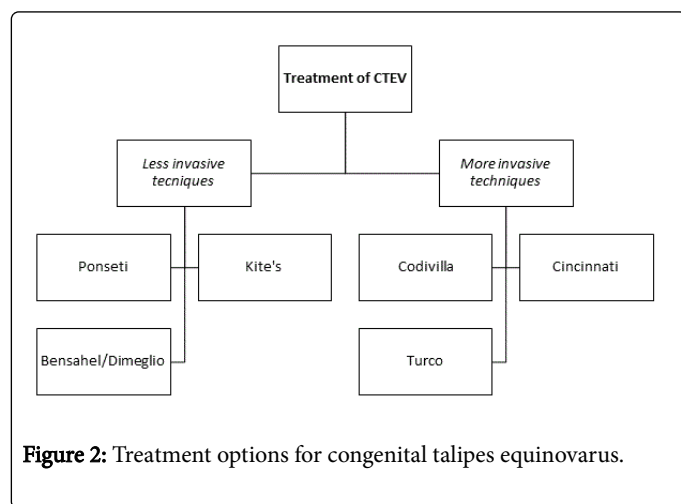 Treatment of CTEV
Less invasive
tecniques
More invasive
techniques
Ponseti
Kite's
Codivilla
Cincinnati
Bensahel/Dimeglio
Turco
Figure 2: Treatment options for congenital talipes equinovarus.